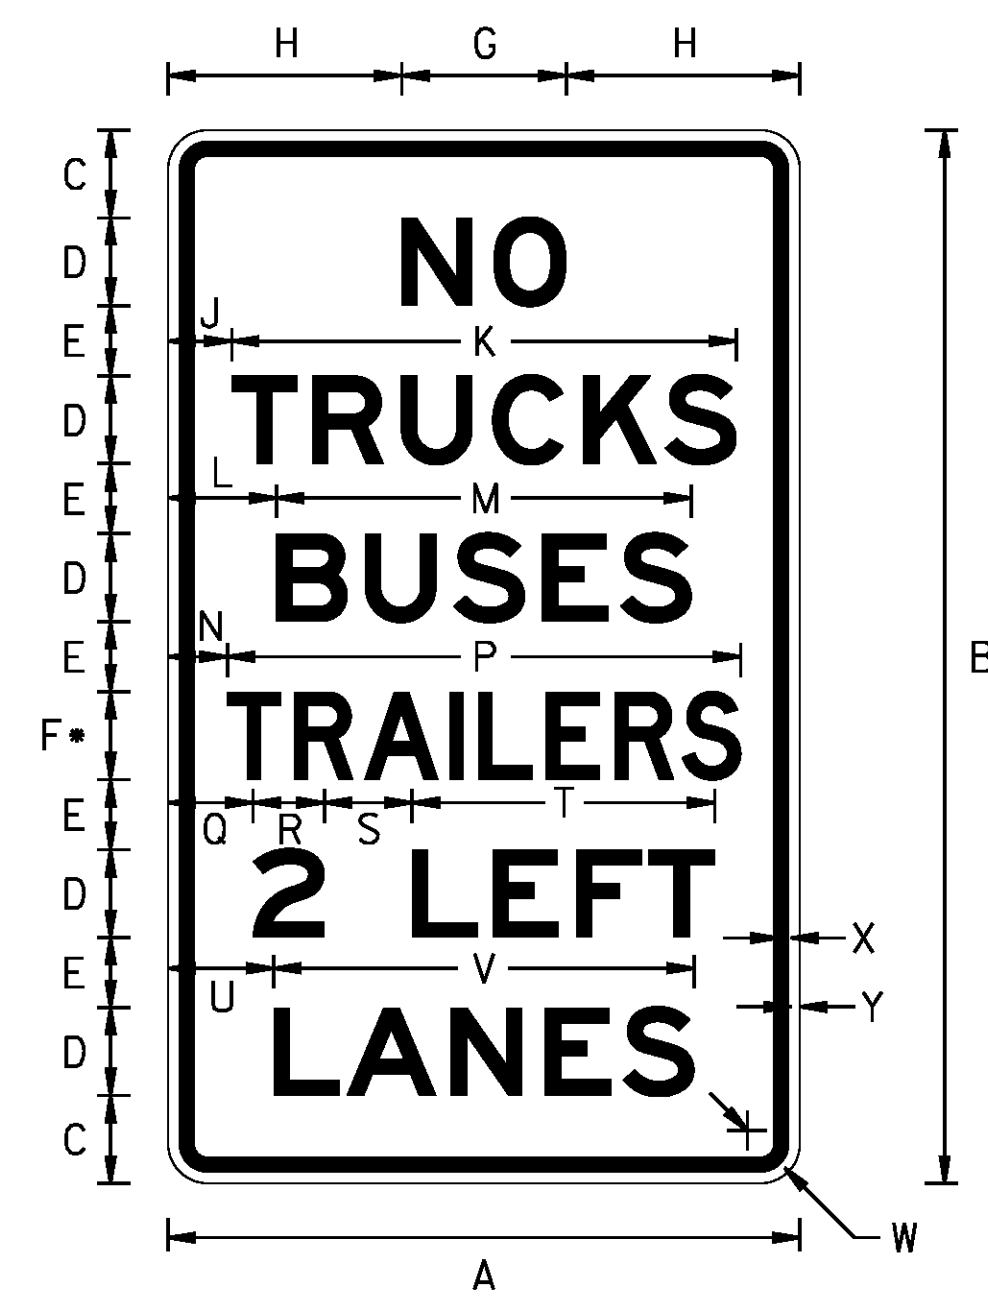 H G H
C
D
NO
J
E K
D TRUCKS
L
E M
D BUSES
N
E P B
F* TRAILERS
T
E Q R S
D 2 LEFT
X
E V
U Y
D LANES
C
W
A